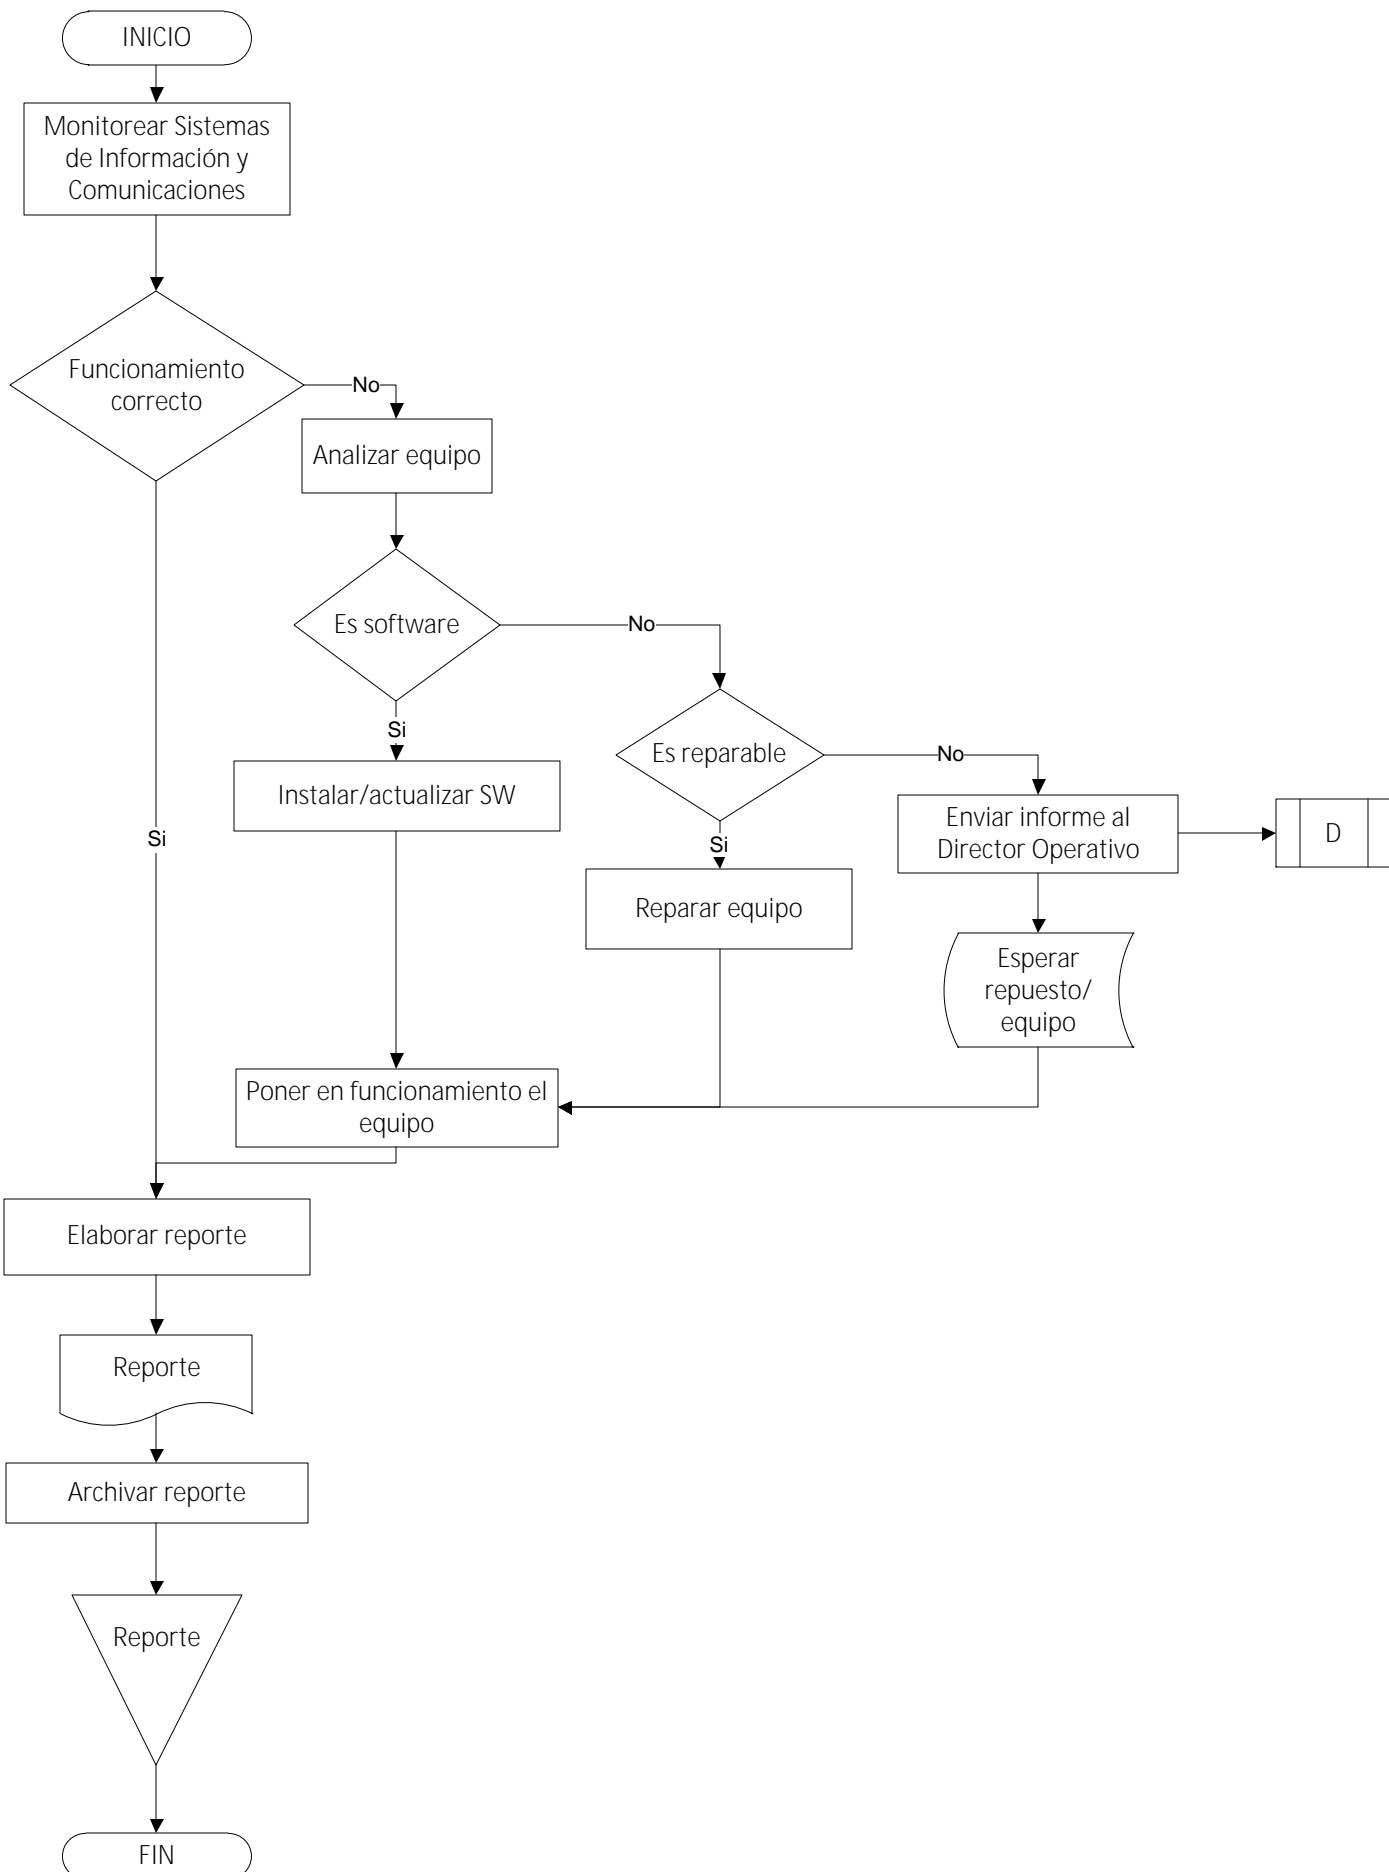 INICIO
Monitorear Sistemas
de Información y
Comunicaciones
Funcionamiento
correcto
No
Analizar equipo
Es software
No
Si
Es reparable
No
Instalar/actualizar SW
Si
Si
Enviar informe al
Director Operativo
D
Reparar equipo
Esperar
repuesto/
equipo
Poner en funcionamiento el
equipo
Elaborar reporte
Reporte
Archivar reporte
Reporte
FIN